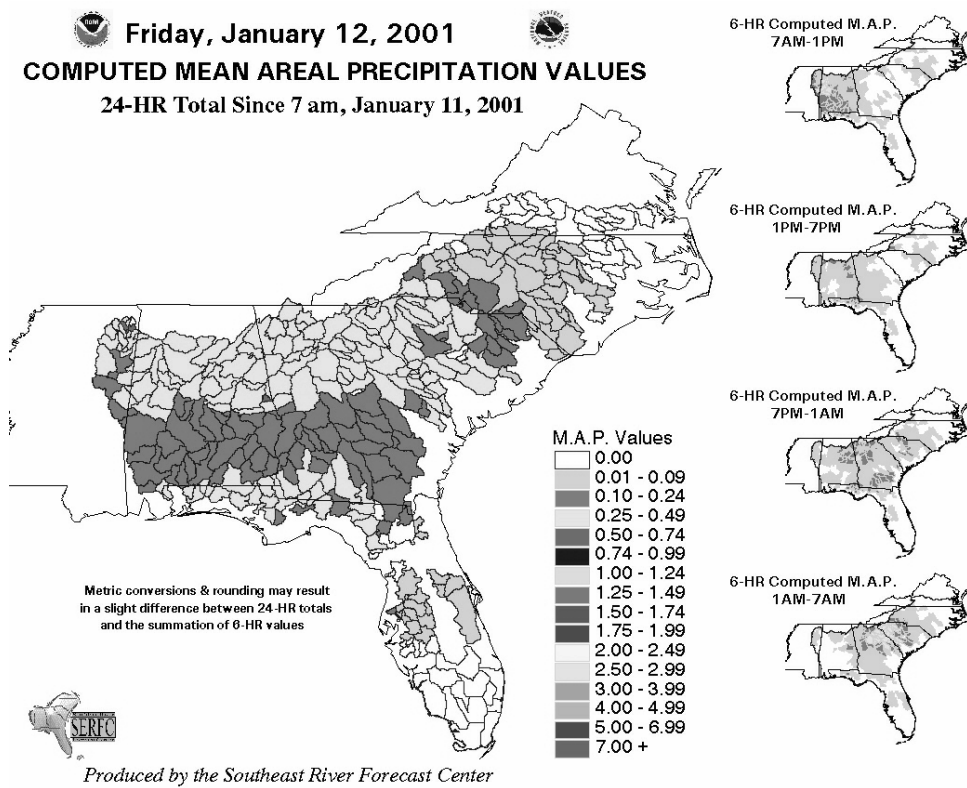 Friday, January 12, 2001
COMPUTED MEAN AREAL PRECIPITATION VALUES
24-HR Total Since 7 am, January 11, 2001
6-HR Computed M.A.P.
7AM-1PM
6-HR Computed M.A.P.
1PM-7PM
6-HR Computed M.A.P.
7PM-1AM
6-HR Computed M.A.P.
1AM-7AM
M.A.P. Values
0.00
0.01 - 0.09
0.10 - 0.24
0.25 - 0.49
0.50 - 0.74
0.74 - 0.99
1.00 - 1.24
1.25 - 1.49
1.50 - 1.74
1.75 - 1.99
2.00 - 2.49
2.50 - 2.99
3.00 - 3.99
4.00 - 4.99
5.00 - 6.99
7.00 +
Metric conversions & rounding may result
in a slight difference between 24-HR totals
and the summation of 6-HR values
SERFC
Produced by the Southeast River Forecast Center